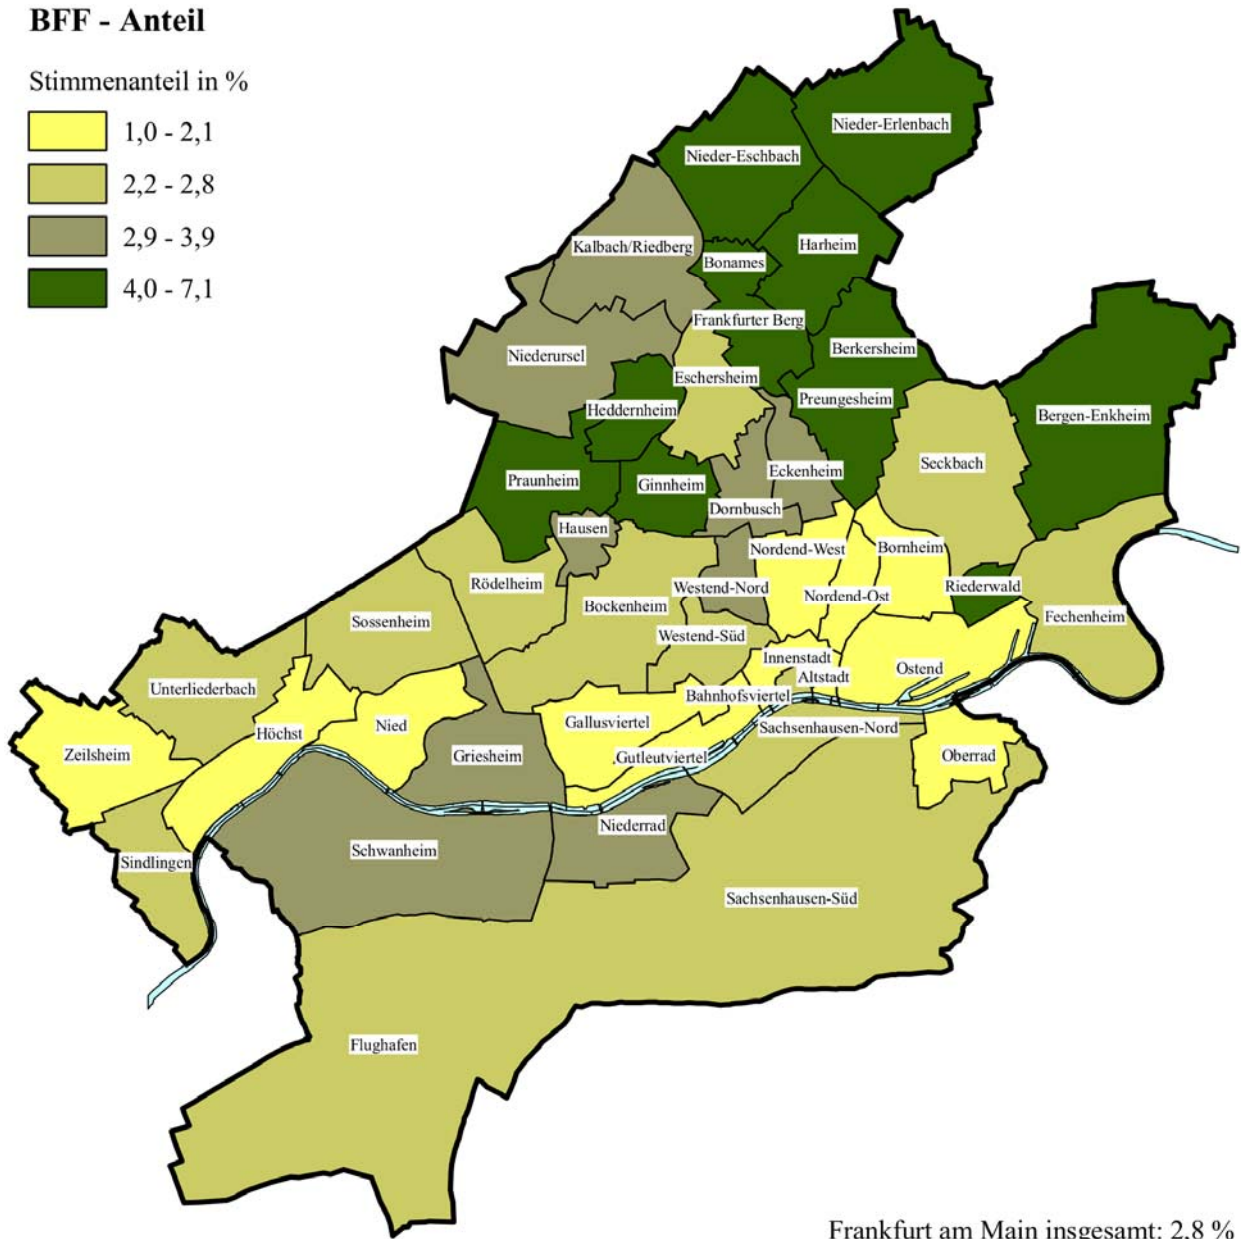 BFF - Anteil
Stimmenanteil in %
1,0 - 2,1
2,2 - 2,8
2,9 - 3,9
4,0 - 7,1
Nieder-Erlenbach
Nieder-Eschbach
Kalbach/Riedberg
Harheim
Bonames
Frankfurter Berg
Niederursel
Berkersheim
Eschersheim
Preungesheim
Heddernheim
Bergen-Enkheim
Seckbach
Eckenheim
Praunheim
Ginnheim
Dornbusch
Hausen
Nordend-West
Bornheim
Rödelheim
Westend-Nord
Riederwald
Nordend-Ost
Bockenheim
Fechenheim
Sossenheim
Westend-Süd
Innenstadt
Ostend
Altstadt
Unterliederbach
Bahnhofsviertel
Gallusviertel
Nied
Sachsenhausen-Nord
Höchst
Zeilsheim
Griesheim
Gutleutviertel
Oberrad
Niederrad
Schwanheim
Sindlingen
Sachsenhausen-Süd
Flughafen
Frankfurt am Main insgesamt: 2,8 %